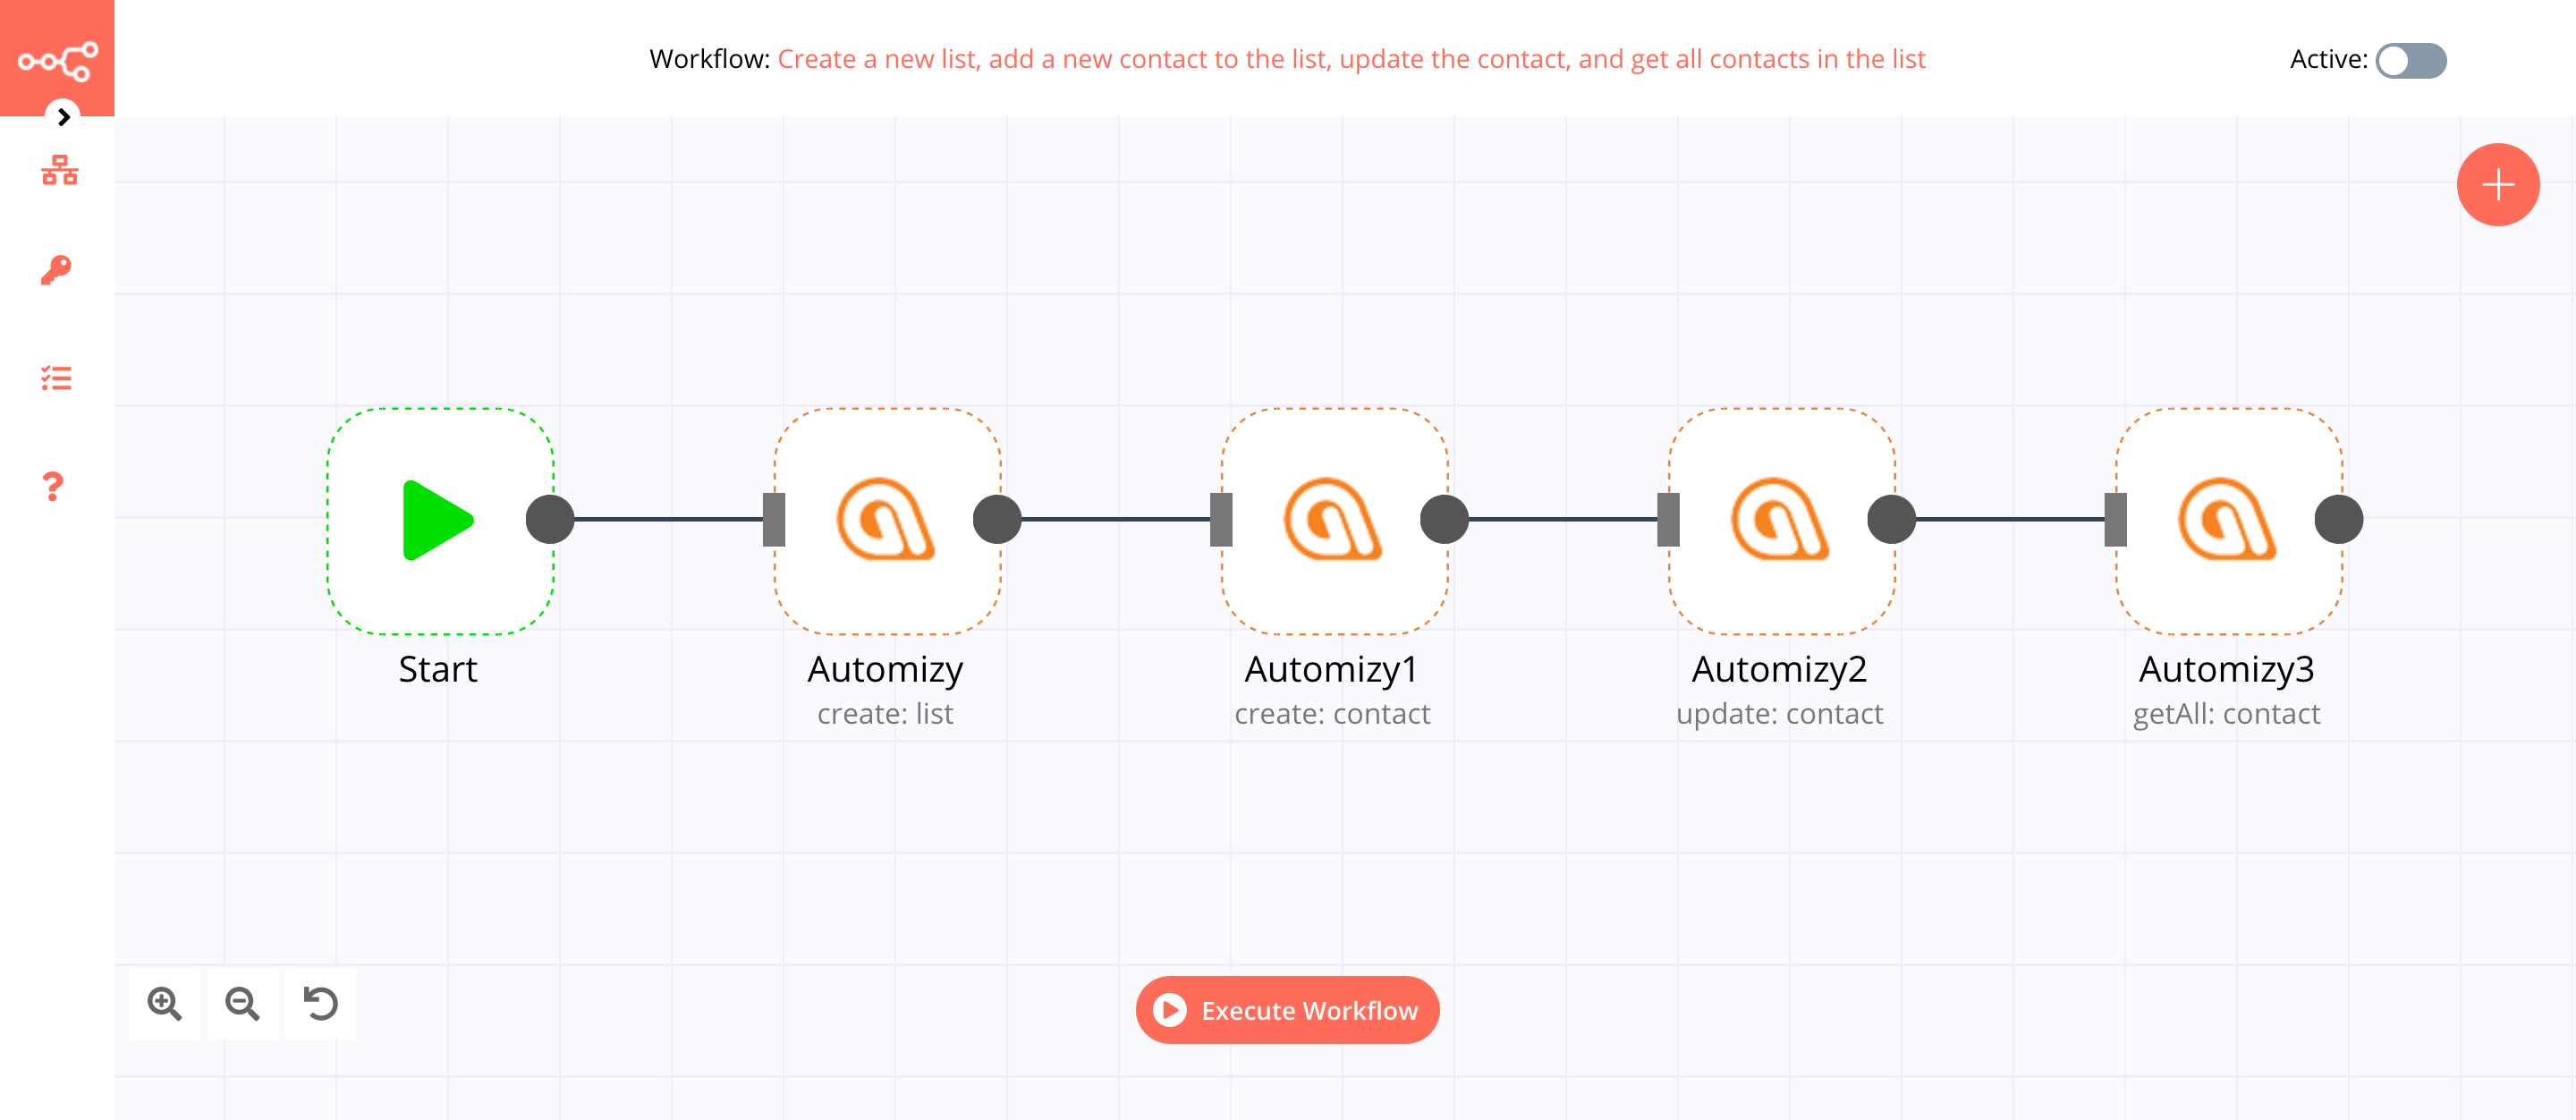 Workflow: Create a new list, add a new contact to the list, update the contact, and get all contacts in the list
Active:
Start
Automizy
create: list
Automizy1
create: contact
Automizy2
update: contact
Automizy3
getAll: contact
Execute Workflow